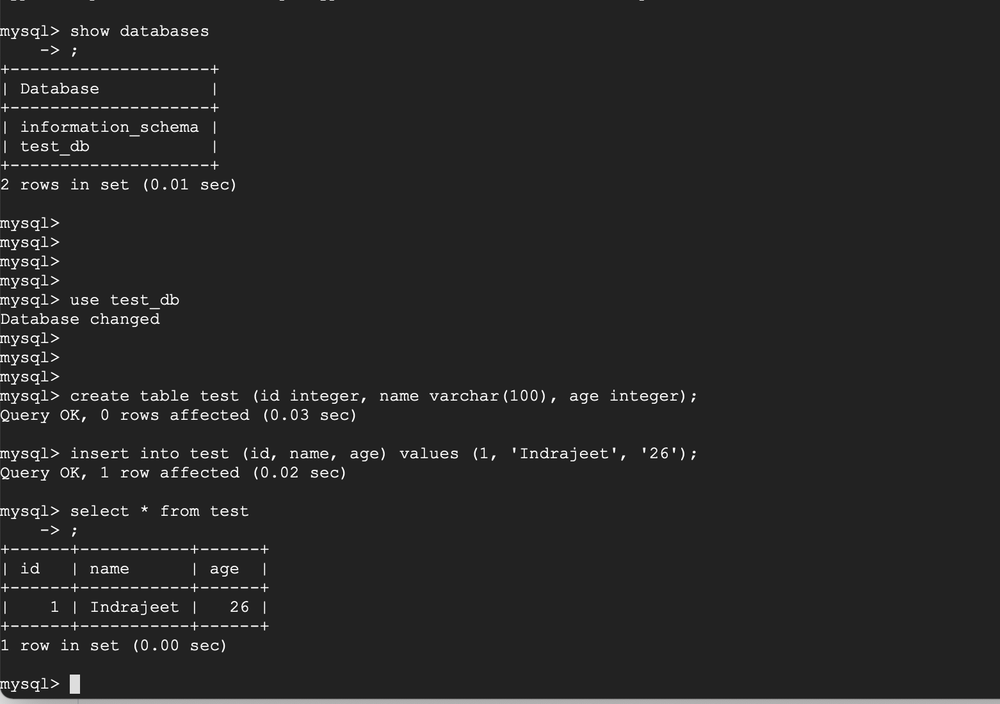 mysql> show databases
    -> ;
+--------------------+
| Database           |
+--------------------+
| information_schema |
| test_db            |
+--------------------+
2 rows in set (0.01 sec)

mysql>
mysql>
mysql>
mysql>
mysql> use test_db
Database changed
mysql>
mysql>
mysql>
mysql> create table test (id integer, name varchar(100), age integer);
Query OK, 0 rows affected (0.03 sec)

mysql> insert into test (id, name, age) values (1, 'Indrajeet', '26');
Query OK, 1 row affected (0.02 sec)

mysql> select * from test
    -> ;
+------+-----------+------+
| id   | name      | age  |
+------+-----------+------+
|    1 | Indrajeet |   26 |
+------+-----------+------+
1 row in set (0.00 sec)

mysql>